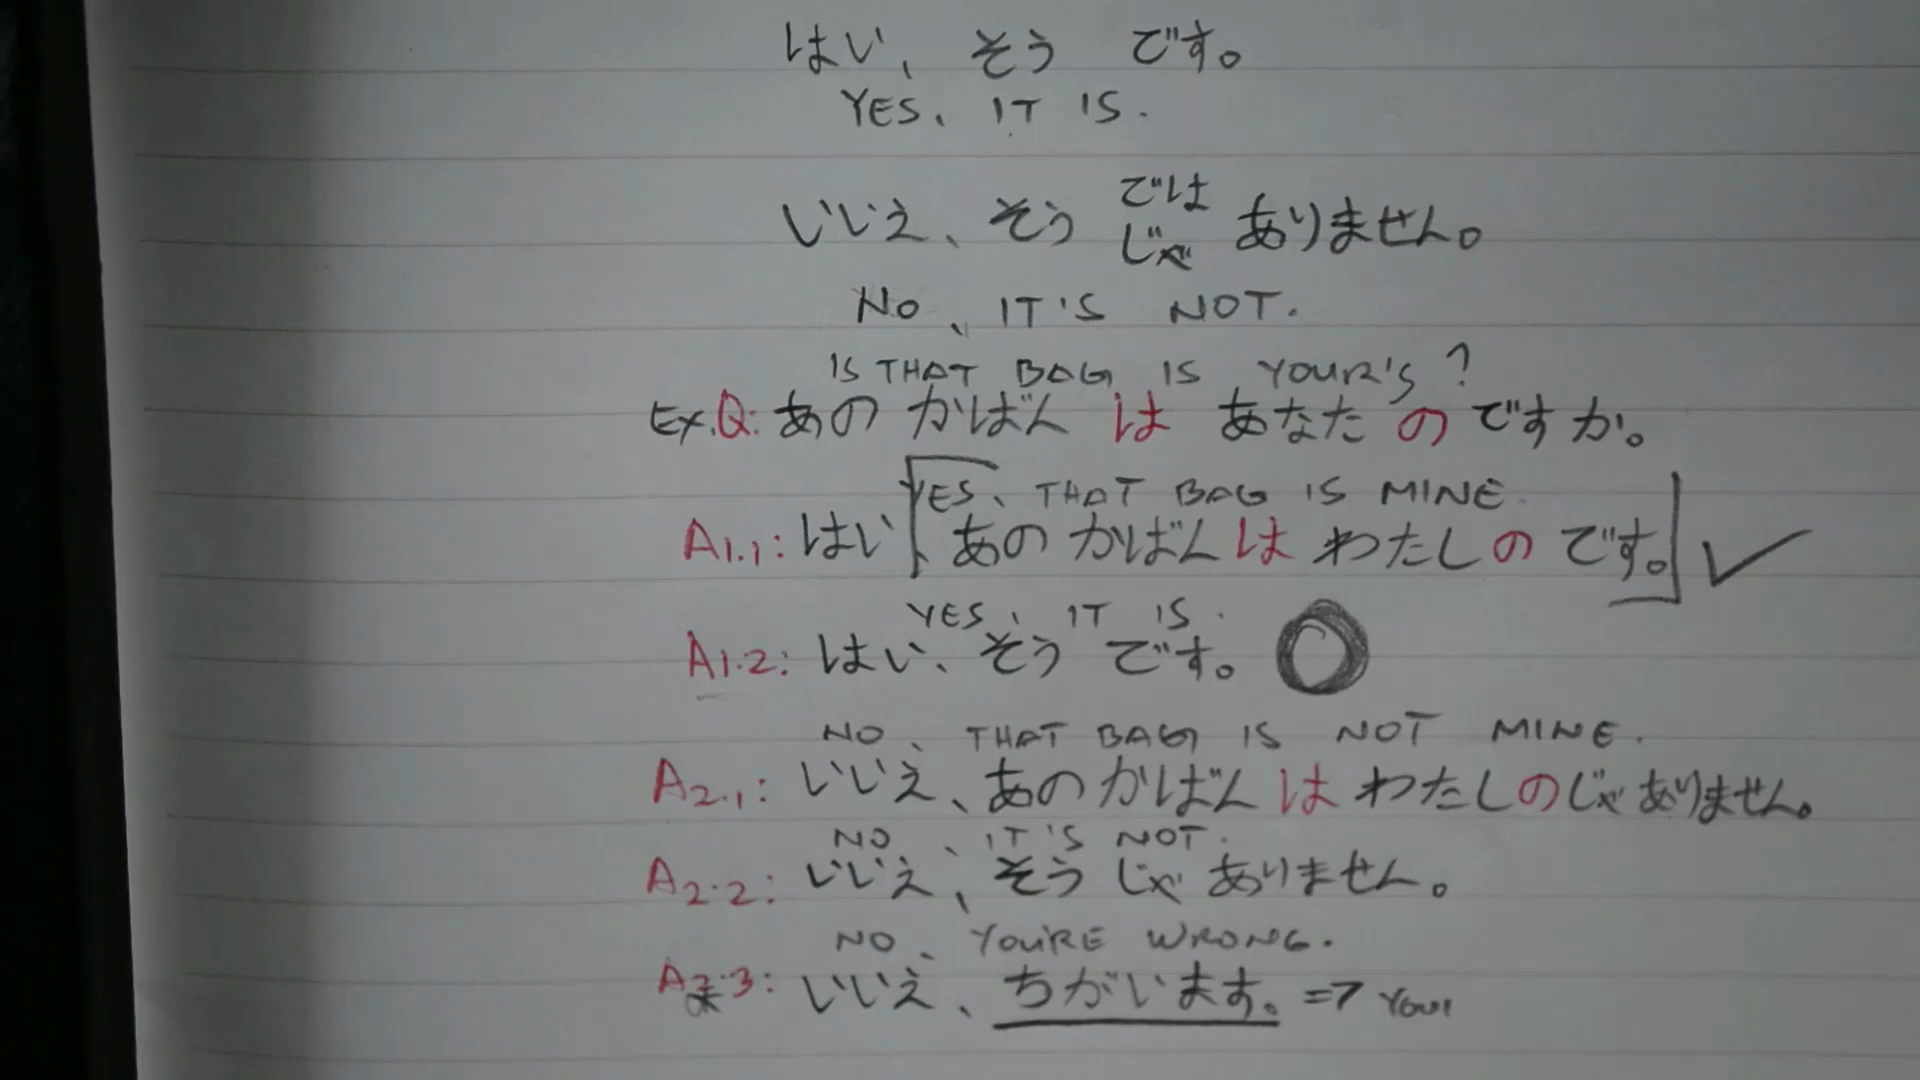 はい、そう です。
YES、IT IS.
いいえ、そう では じゃ ありません。
No、IT'S NOT.
IS THAT BAG IS YOUR'S?
Ex.Q: あの かばん は あなた の ですか。
YES、THAT BAG IS MINE
A1.1: はい、あの かばん は わたし の です。
YES、IT IS.
A1.2: はい、そう です。
NO、THAT BAG IS NOT MINE.
A2.1: いいえ、あの かばん は わたし の じゃ ありません。
NO、IT'S NOT.
A2.2: いいえ、そう じゃ ありません。
NO、YOU'RE WRONG.
A2.3: いいえ、ちがいます。 => You